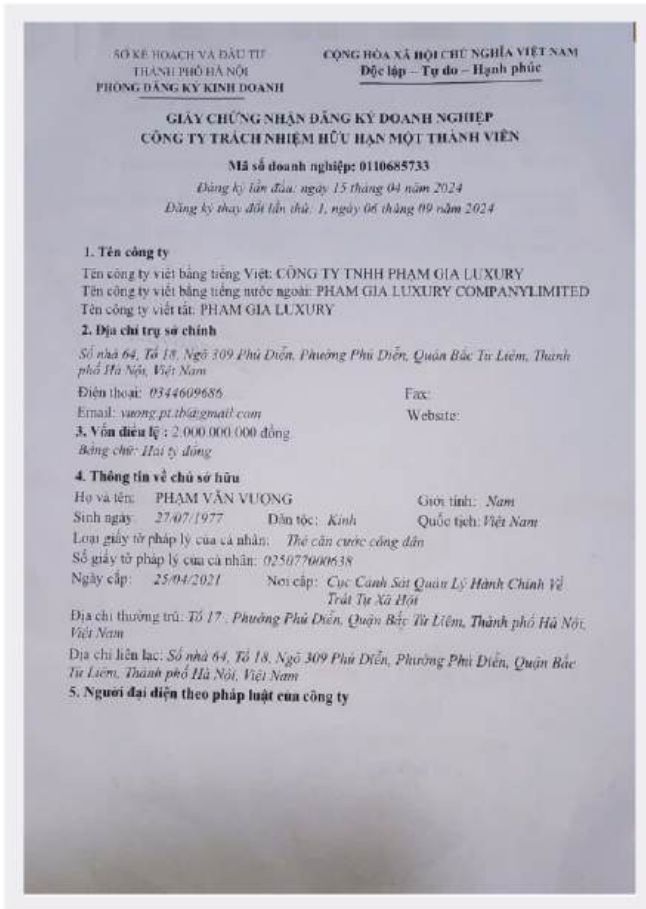 SỞ KẾ HOẠCH VÀ ĐẦU TƯ
THÀNH PHỐ HÀ NỘI
PHÒNG ĐĂNG KÝ KINH DOANH
CỘNG HÒA XÃ HỘI CHỦ NGHĨA VIỆT NAM
Độc lập – Tự do – Hạnh phúc
GIẤY CHỨNG NHẬN ĐĂNG KÝ DOANH NGHIỆP
CÔNG TY TRÁCH NHIỆM HỮU HẠN MỘT THÀNH VIÊN
Mã số doanh nghiệp: 0110685733
Đăng ký lần đầu: ngày 15 tháng 04 năm 2024
Đăng ký thay đổi lần thứ: 1, ngày 06 tháng 09 năm 2024
1. Tên công ty
Tên công ty viết bằng tiếng Việt: CÔNG TY TNHH PHẠM GIA LUXURY
Tên công ty viết bằng tiếng nước ngoài: PHAM GIA LUXURY COMPANYLIMITED
Tên công ty viết tắt: PHAM GIA LUXURY
2. Địa chỉ trụ sở chính
Số nhà 64, Tổ 18, Ngõ 309 Phú Diễn, Phường Phú Diễn, Quận Bắc Từ Liêm, Thành
phố Hà Nội, Việt Nam
Điện thoại: 0344609686 Fax:
Email: vuong.pt.tb@gmail.com Website:
3. Vốn điều lệ : 2.000.000.000 đồng
Bằng chữ: Hai tỷ đồng
4. Thông tin về chủ sở hữu
Họ và tên: PHẠM VĂN VƯỢNG Giới tính: Nam
Sinh ngày: 27/07/1977 Dân tộc: Kinh Quốc tịch: Việt Nam
Loại giấy tờ pháp lý của cá nhân: Thẻ căn cước công dân
Số giấy tờ pháp lý của cá nhân: 025077000638
Ngày cấp: 25/04/2021 Nơi cấp: Cục Cảnh Sát Quản Lý Hành Chính Về
Trật Tự Xã Hội
Địa chỉ thường trú: Tổ 17 , Phường Phú Diễn, Quận Bắc Từ Liêm, Thành phố Hà Nội,
Việt Nam
Địa chỉ liên lạc: Số nhà 64, Tổ 18, Ngõ 309 Phú Diễn, Phường Phú Diễn, Quận Bắc
Từ Liêm, Thành phố Hà Nội, Việt Nam
5. Người đại diện theo pháp luật của công ty